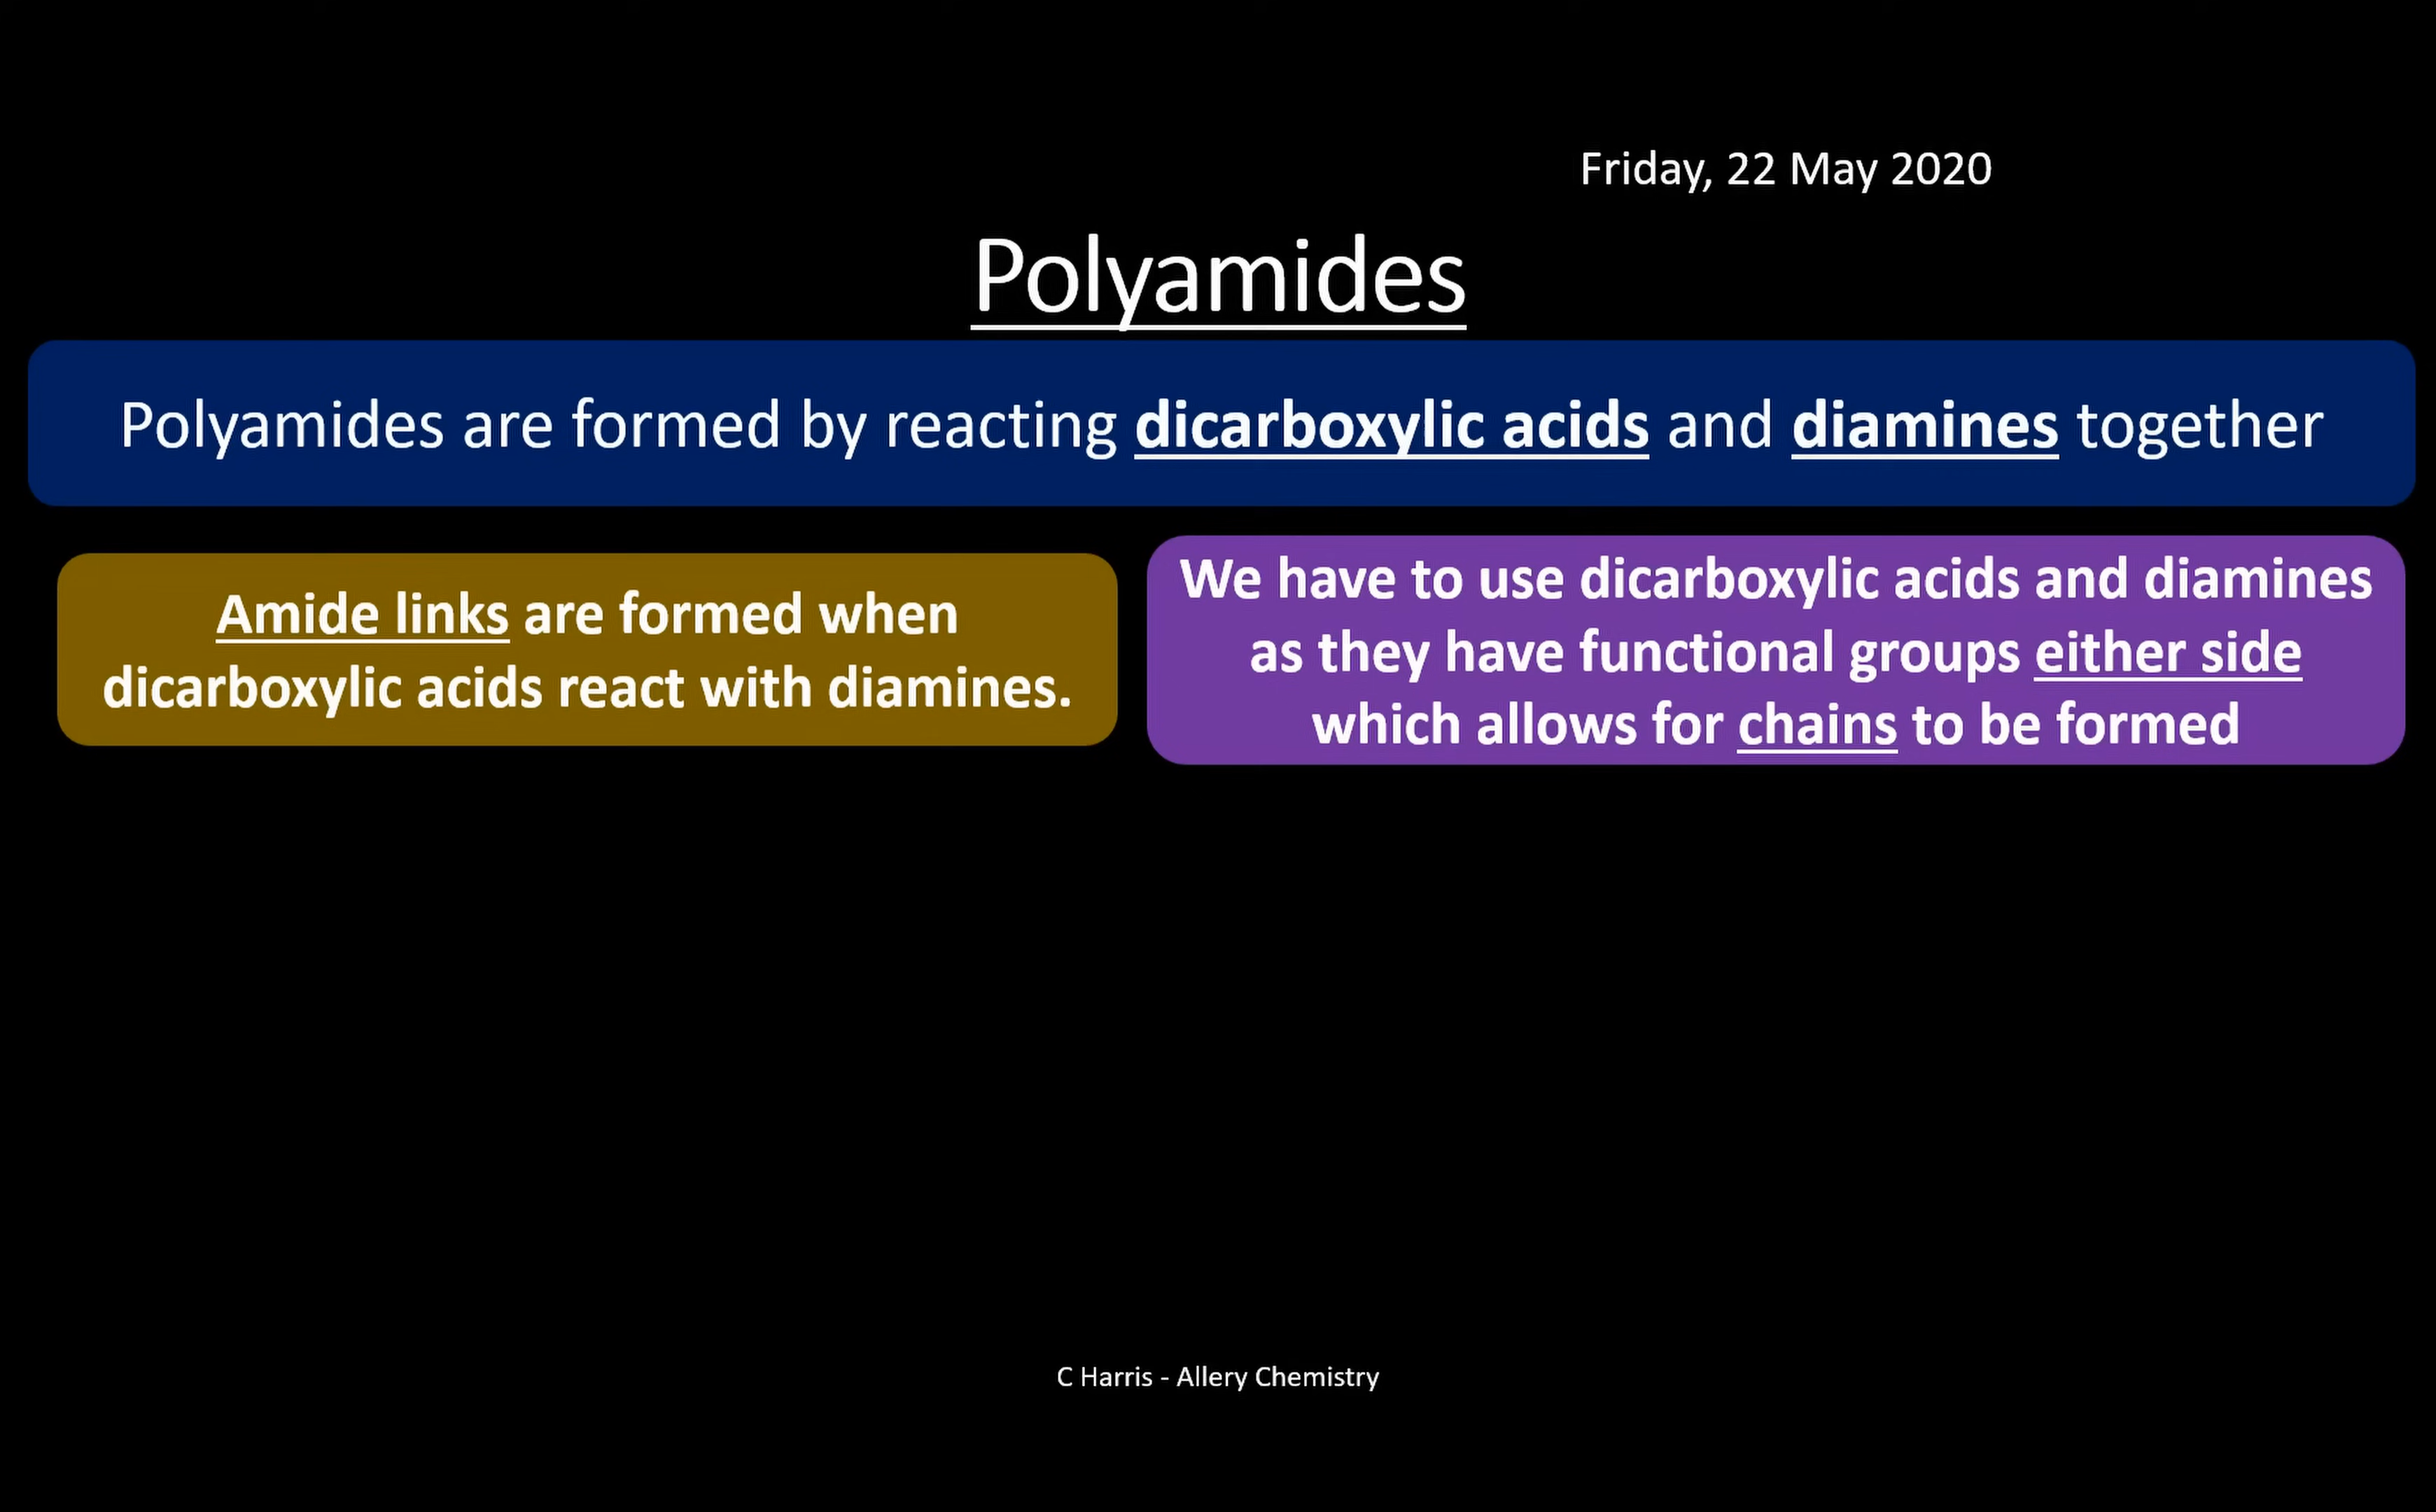 Friday, 22 May 2020
Polyamides
Polyamides are formed by reacting dicarboxylic acids and diamines together
Amide links are formed when
dicarboxylic acids react with diamines.
We have to use dicarboxylic acids and diamines
as they have functional groups either side
which allows for chains to be formed
C Harris - Allery Chemistry